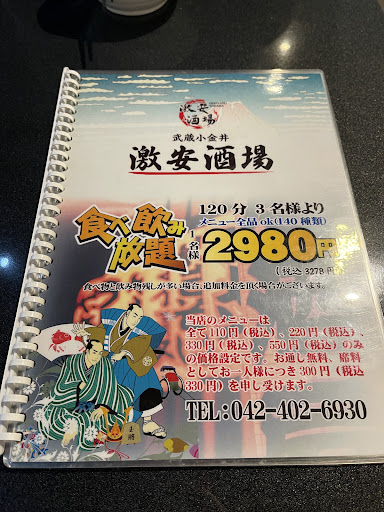 激安
酒場
武蔵小金井
激安酒場
120分 3名様より
メニュー全品ok(140種類)
食べ飲み
放題
1名様
2980円
(税込 3278円)
食べ物と飲み物残しが多い場合、追加料金を頂く場合がございます。
当店のメニューは
全て110円(税込)、220円(税込)、
330円(税込)、550円(税込)のみ
の価格設定です。お通し無料、席料
としてお一人様につき300円(税込
330円)を申し受けます。
TEL:042-402-6930